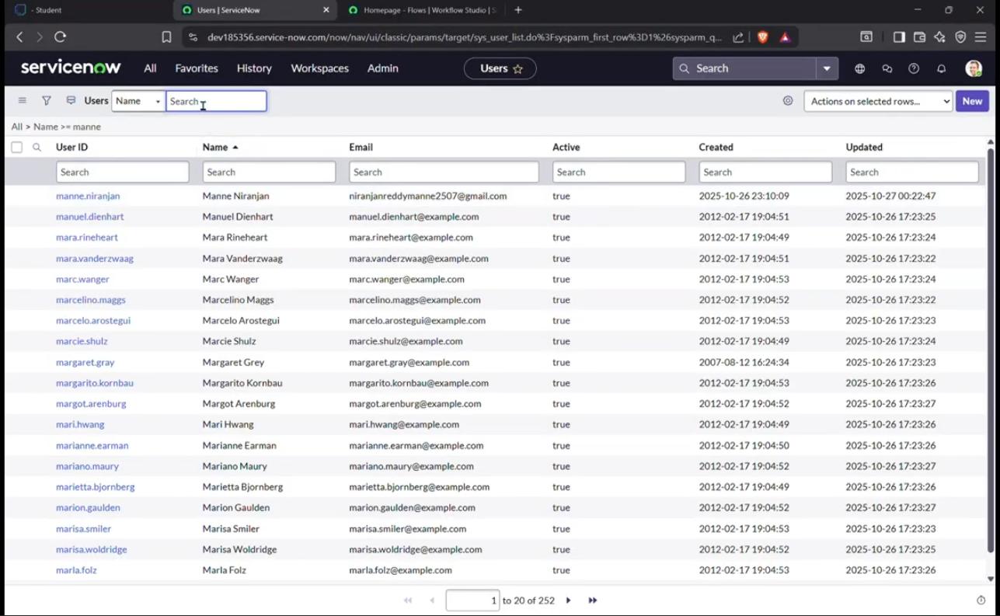 - Student
Users | ServiceNow
Homepage - Flows | Workflow Studio | S
dev185356.service-now.com/now/nav/ui/classic/params/target/sys_user_list.do%3Fsysparm_first_row%3D1%26sysparm_q...
servicenow All Favorites History Workspaces Admin Users Search
Users Name Search Actions on selected rows... New
All > Name >= manne
User ID Name Email Active Created Updated
Search Search Search Search Search Search
manne.niranjan Manne Niranjan niranjanreddymanne2507@gmail.com true 2025-10-26 23:10:09 2025-10-27 00:22:47
manuel.dienhart Manuel Dienhart manuel.dienhart@example.com true 2012-02-17 19:04:51 2025-10-26 17:23:25
mara.rineheart Mara Rineheart mara.rineheart@example.com true 2012-02-17 19:04:49 2025-10-26 17:23:24
mara.vanderzwaag Mara Vanderzwaag mara.vanderzwaag@example.com true 2012-02-17 19:04:51 2025-10-26 17:23:22
marc.wanger Marc Wanger marc.wanger@example.com true 2012-02-17 19:04:53 2025-10-26 17:23:24
marcelino.maggs Marcelino Maggs marcelino.maggs@example.com true 2012-02-17 19:04:52 2025-10-26 17:23:22
marcelo.arostegui Marcelo Arostegui marcelo.arostegui@example.com true 2012-02-17 19:04:53 2025-10-26 17:23:23
marcie.shulz Marcie Shulz marcie.shulz@example.com true 2012-02-17 19:04:49 2025-10-26 17:23:24
margaret.gray Margaret Grey margaret.gray@example.com true 2007-08-12 16:24:34 2025-10-26 17:23:23
margarito.kornbau Margarito Kornbau margarito.kornbau@example.com true 2012-02-17 19:04:53 2025-10-26 17:23:26
margot.arenburg Margot Arenburg margot.arenburg@example.com true 2012-02-17 19:04:52 2025-10-26 17:23:27
mari.hwang Mari Hwang mari.hwang@example.com true 2012-02-17 19:04:49 2025-10-26 17:23:26
marianne.earman Marianne Earman marianne.earman@example.com true 2012-02-17 19:04:50 2025-10-26 17:23:26
mariano.maury Mariano Maury mariano.maury@example.com true 2012-02-17 19:04:52 2025-10-26 17:23:27
marietta.bjornberg Marietta Bjornberg marietta.bjornberg@example.com true 2012-02-17 19:04:49 2025-10-26 17:23:26
marion.gaulden Marion Gaulden marion.gaulden@example.com true 2012-02-17 19:04:52 2025-10-26 17:23:27
marisa.smiler Marisa Smiler marisa.smiler@example.com true 2012-02-17 19:04:53 2025-10-26 17:23:23
marisa.woldridge Marisa Woldridge marisa.woldridge@example.com true 2012-02-17 19:04:52 2025-10-26 17:23:25
marla.folz Marla Folz marla.folz@example.com true 2012-02-17 19:04:53 2025-10-26 17:23:26
1 to 20 of 252